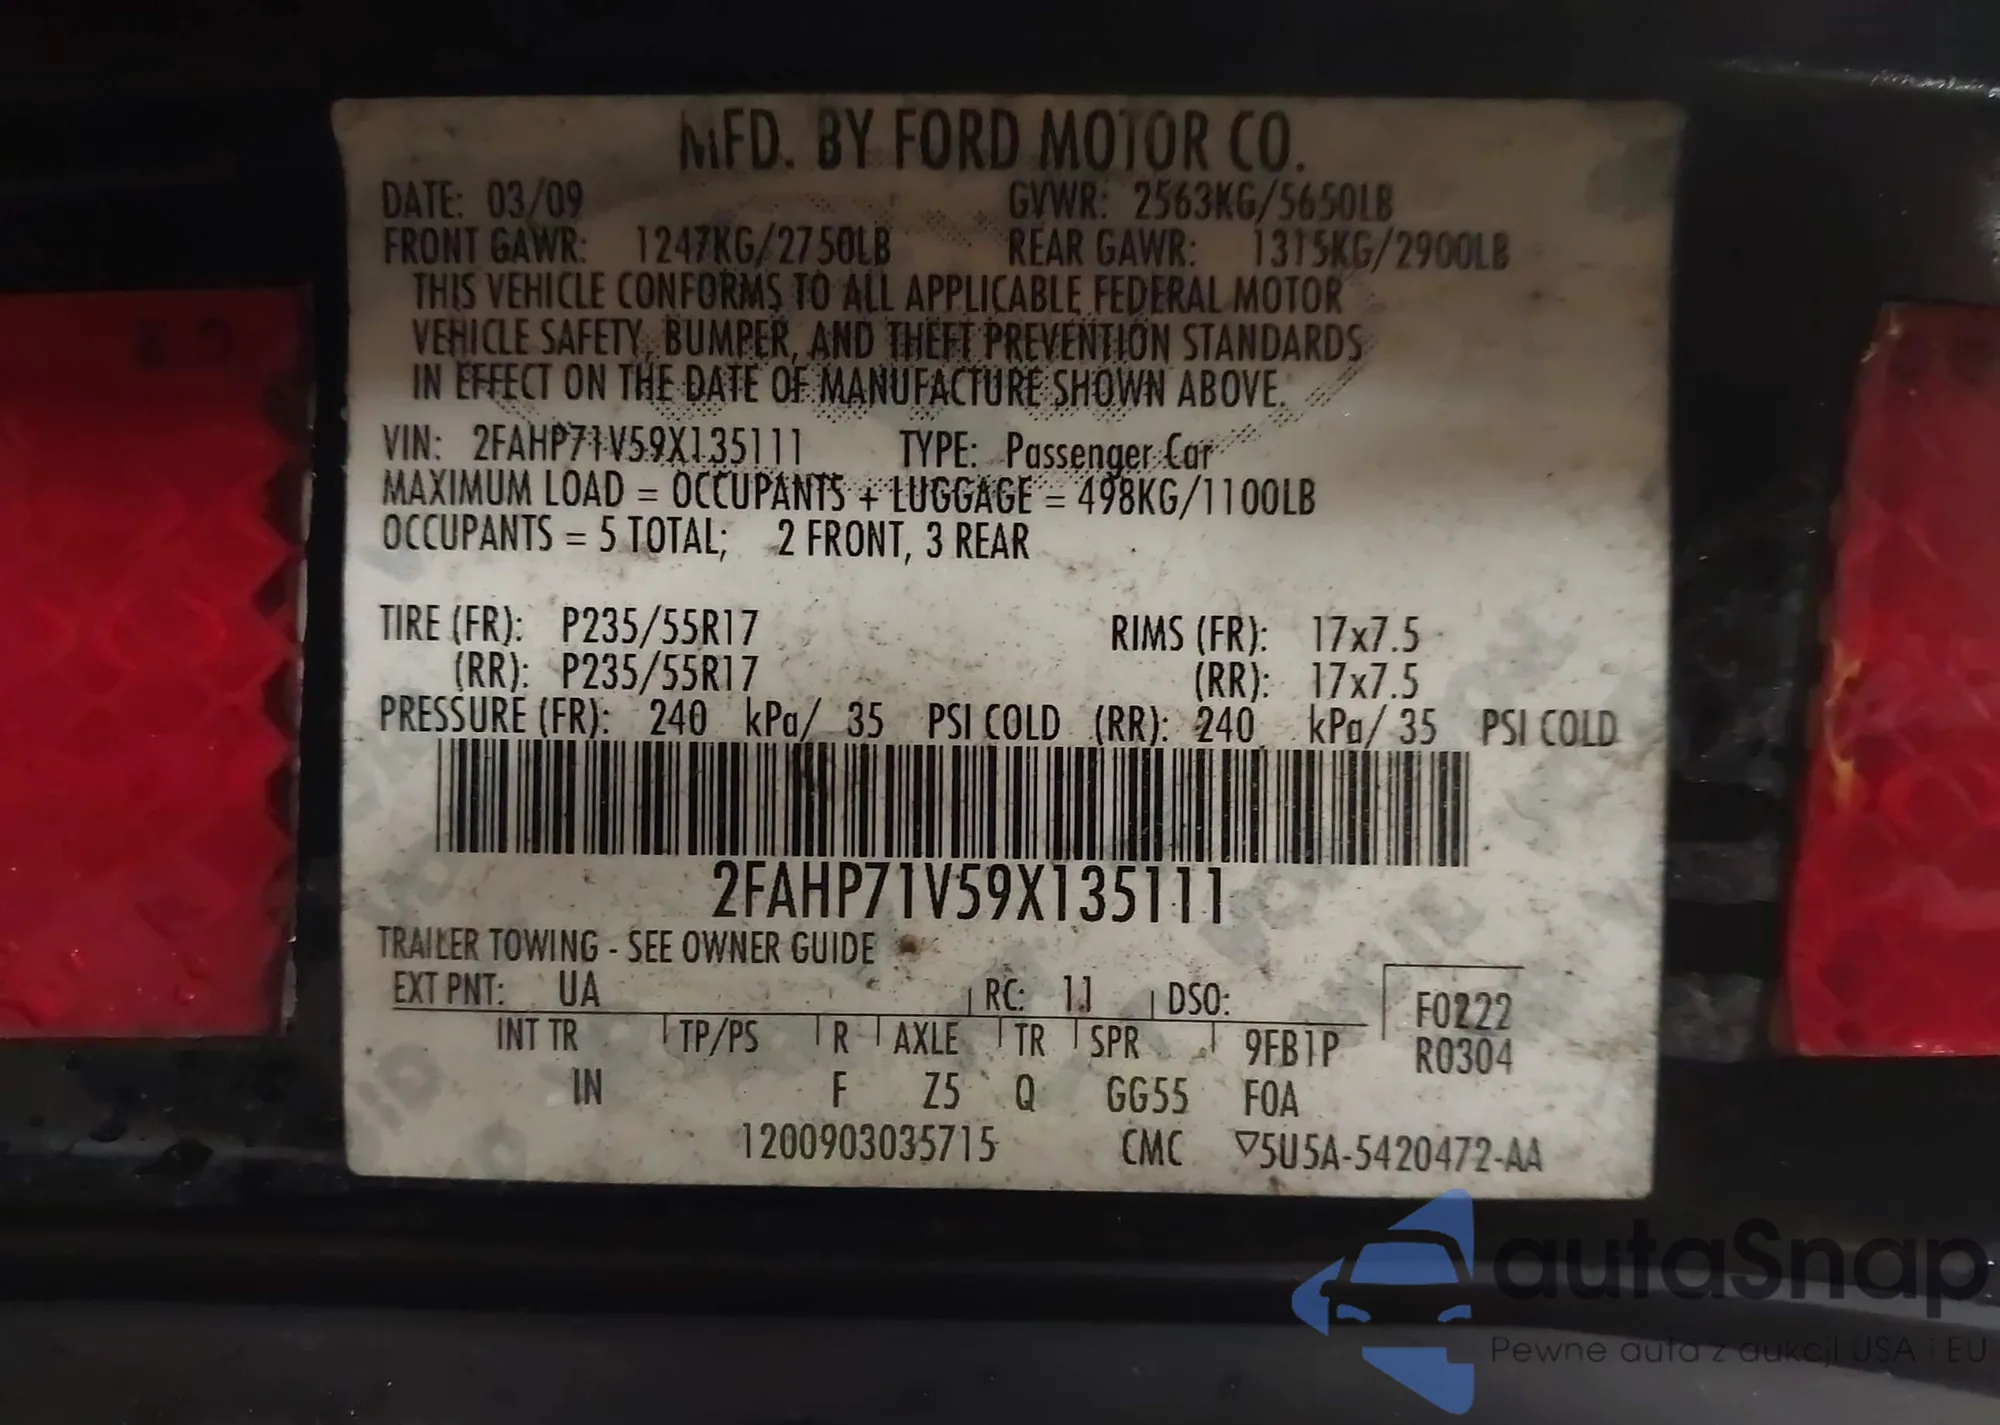 MFD. BY FORD MOTOR CO.
DATE: 03/09 GVWR: 2563KG/5650LB
FRONT GAWR: 1247KG/2750LB REAR GAWR: 1315KG/2900LB
THIS VEHICLE CONFORMS TO ALL APPLICABLE FEDERAL MOTOR
VEHICLE SAFETY, BUMPER, AND THEFT PREVENTION STANDARDS
IN EFFECT ON THE DATE OF MANUFACTURE SHOWN ABOVE.
VIN: 2FAHP71V59X135111 TYPE: Passenger Car
MAXIMUM LOAD = OCCUPANTS + LUGGAGE = 498KG/1100LB
OCCUPANTS = 5 TOTAL; 2 FRONT, 3 REAR
TIRE (FR): P235/55R17 RIMS (FR): 17x7.5
(RR): P235/55R17 (RR): 17x7.5
PRESSURE (FR): 240 kPa/ 35 PSI COLD (RR): 240 kPa/ 35 PSI COLD
2FAHP71V59X135111
TRAILER TOWING - SEE OWNER GUIDE
EXT PNT: UA RC: 11 DSO: F0222
INT TR TP/PS R AXLE TR SPR 9FB1P R0304
IN F Z5 Q GG55 FOA
1200903035715 CMC ▽5U5A-5420472-AA
autaSnap
Pewne auta z aukcji USA i EU